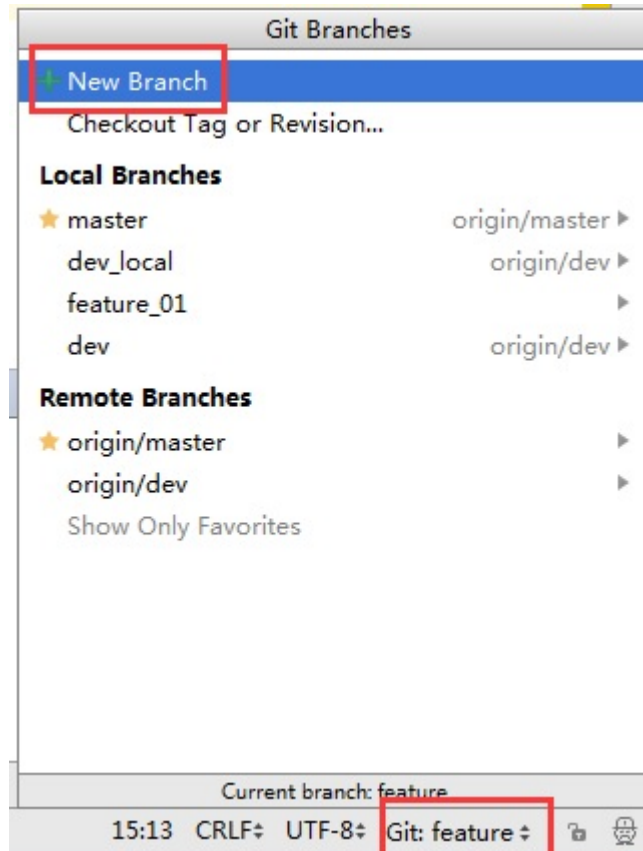 Git Branches
New Branch
Checkout Tag or Revision...
Local Branches
master origin/master
dev_local origin/dev
feature_01
dev origin/dev
Remote Branches
origin/master
origin/dev
Show Only Favorites
Current branch: feature
15:13 CRLF UTF-8 Git: feature